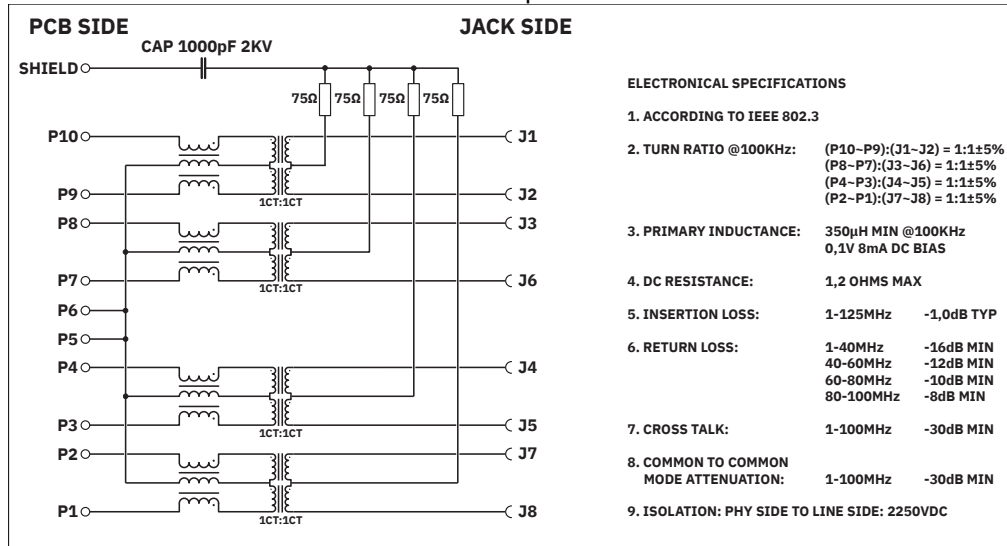 PCB SIDE
JACK SIDE
CAP 1000pF 2KV
SHIELD
75Ω 75Ω 75Ω 75Ω
P10
J1
P9
J2
1CT:1CT
P8
J3
P7
J6
1CT:1CT
P6
P5
P4
J4
P3
J5
1CT:1CT
P2
J7
P1
J8
1CT:1CT
ELECTRONICAL SPECIFICATIONS
1. ACCORDING TO IEEE 802.3
2. TURN RATIO @100KHz: (P10~P9):(J1~J2) = 1:1±5%
(P8~P7):(J3~J6) = 1:1±5%
(P4~P3):(J4~J5) = 1:1±5%
(P2~P1):(J7~J8) = 1:1±5%
3. PRIMARY INDUCTANCE: 350µH MIN @100KHz
0,1V 8mA DC BIAS
4. DC RESISTANCE: 1,2 OHMS MAX
5. INSERTION LOSS: 1-125MHz -1,0dB TYP
6. RETURN LOSS: 1-40MHz -16dB MIN
40-60MHz -12dB MIN
60-80MHz -10dB MIN
80-100MHz -8dB MIN
7. CROSS TALK: 1-100MHz -30dB MIN
8. COMMON TO COMMON
MODE ATTENUATION: 1-100MHz -30dB MIN
9. ISOLATION: PHY SIDE TO LINE SIDE: 2250VDC